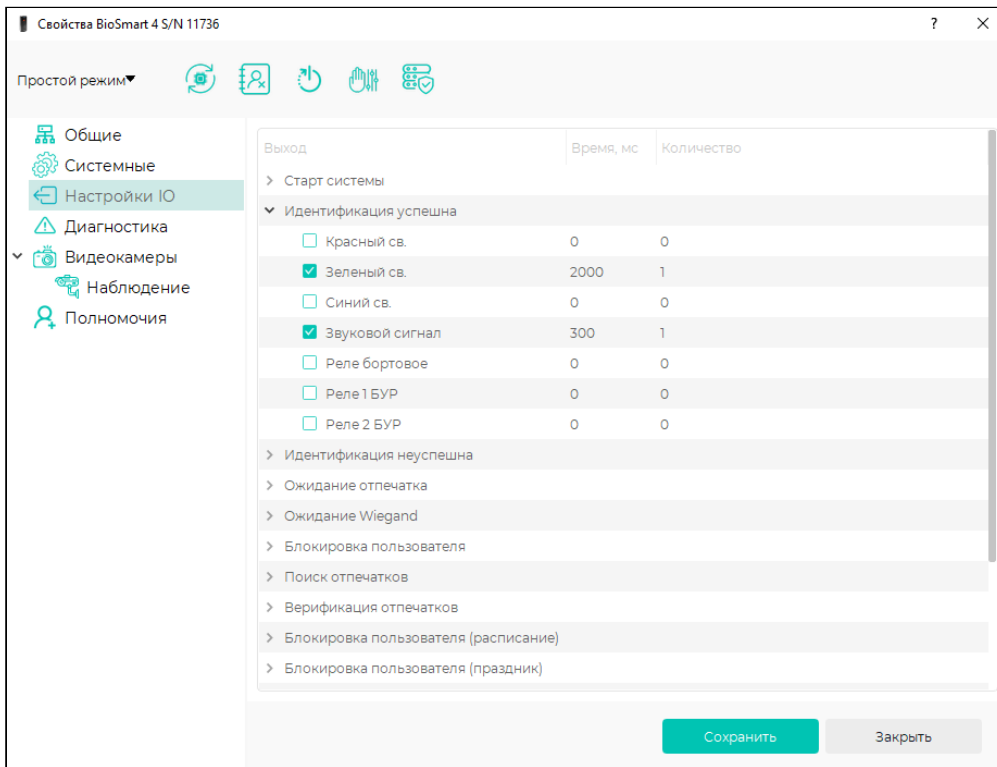 Свойства BioSmart 4 S/N 11736
?
Простой режим
Общие
Системные
Настройки IO
Диагностика
Видеокамеры
Наблюдение
Полномочия
Выход Время, мс Количество
Старт системы
Идентификация успешна
Красный св. 0 0
Зеленый св. 2000 1
Синий св. 0 0
Звуковой сигнал 300 1
Реле бортовое 0 0
Реле 1 БУР 0 0
Реле 2 БУР 0 0
Идентификация неуспешна
Ожидание отпечатка
Ожидание Wiegand
Блокировка пользователя
Поиск отпечатков
Верификация отпечатков
Блокировка пользователя (расписание)
Блокировка пользователя (праздник)
Сохранить Закрыть